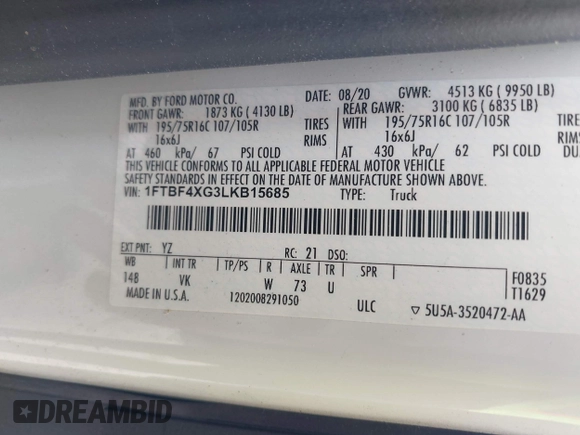 MFD. BY FORD MOTOR CO.
DATE: 08/20 GVWR: 4513 KG ( 9950 LB)
FRONT GAWR: 1873 KG ( 4130 LB)
REAR GAWR: 3100 KG ( 6835 LB)
WITH 195/75R16C 107/105R TIRES WITH 195/75R16C 107/105R TIRES
16x6J RIMS 16x6J RIMS
AT 460 kPa/ 67 PSI COLD AT 430 kPa/ 62 PSI COLD DUAL
THIS VEHICLE CONFORMS TO ALL APPLICABLE FEDERAL MOTOR VEHICLE
SAFETY STANDARDS IN EFFECT ON THE DATE OF MANUFACTURE SHOWN ABOVE.
VIN: 1FTBF4XG3LKB15685 TYPE: Truck
EXT PNT: YZ RC: 21 DSO:
WB INT TR TP/PS R AXLE TR SPR
148 VK W 73 U
F0835
T1629
MADE IN U.S.A. 1202008291050 ULC ▽ 5U5A-3520472-AA
DREAMBID